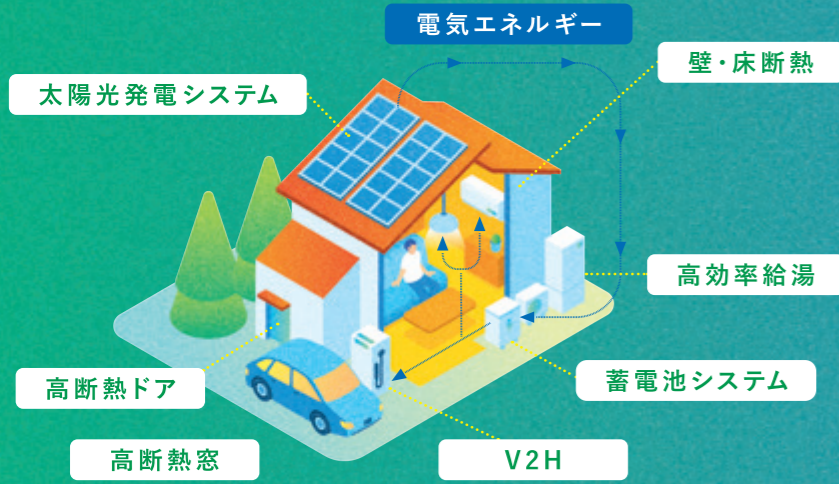 電気エネルギー
壁・床断熱
太陽光発電システム
高効率給湯
高断熱ドア
蓄電池システム
高断熱窓
V2H